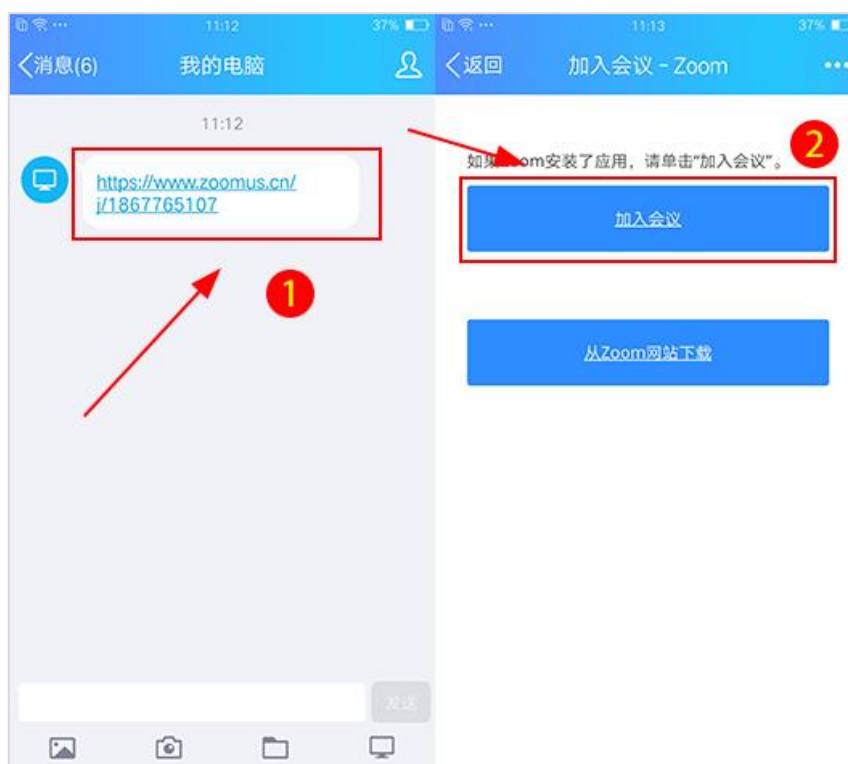 11:12
37%
消息(6)
我的电脑
11:12
https://www.zoomus.cn/
j/1867765107
1
发送
11:13
37%
返回
加入会议 - Zoom
2
如果Zoom安装了应用，请单击“加入会议”。
加入会议
从Zoom网站下载